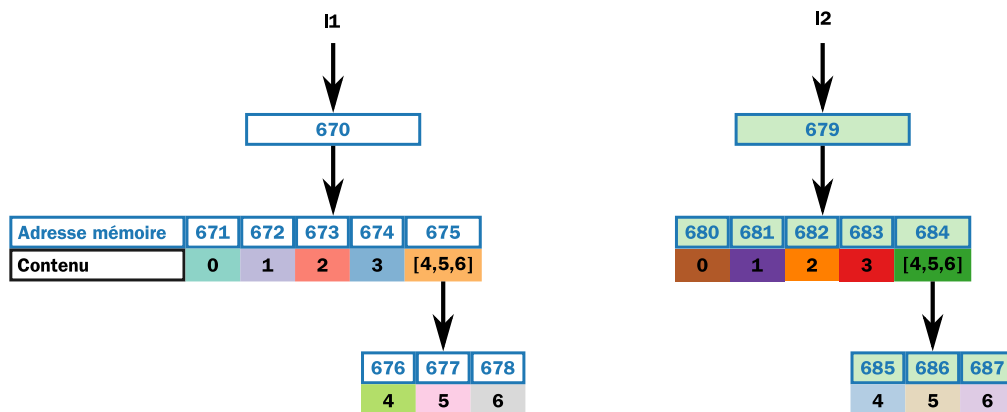 l1 l2
670 679
Adresse mémoire 671 672 673 674 675 680 681 682 683 684
Contenu 0 1 2 3 [4,5,6] 0 1 2 3 [4,5,6]
676 677 678 685 686 687
4 5 6 4 5 6